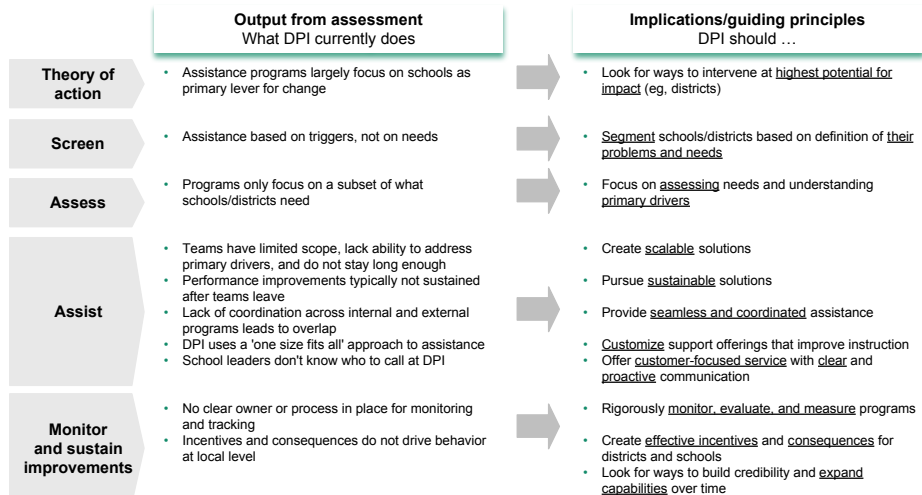 Output from assessment
What DPI currently does
Implications/guiding principles
DPI should …
Theory of
action
• Assistance programs largely focus on schools as
primary lever for change
• Look for ways to intervene at highest potential for
impact (eg, districts)
Screen
• Assistance based on triggers, not on needs
• Segment schools/districts based on definition of their
problems and needs
Assess
• Programs only focus on a subset of what
schools/districts need
• Focus on assessing needs and understanding
primary drivers
Assist
• Teams have limited scope, lack ability to address
primary drivers, and do not stay long enough
• Performance improvements typically not sustained
after teams leave
• Lack of coordination across internal and external
programs leads to overlap
• DPI uses a 'one size fits all' approach to assistance
• School leaders don't know who to call at DPI
• Create scalable solutions
• Pursue sustainable solutions
• Provide seamless and coordinated assistance
• Customize support offerings that improve instruction
• Offer customer-focused service with clear and
proactive communication
Monitor
and sustain
improvements
• No clear owner or process in place for monitoring
and tracking
• Incentives and consequences do not drive behavior
at local level
• Rigorously monitor, evaluate, and measure programs
• Create effective incentives and consequences for
districts and schools
• Look for ways to build credibility and expand
capabilities over time